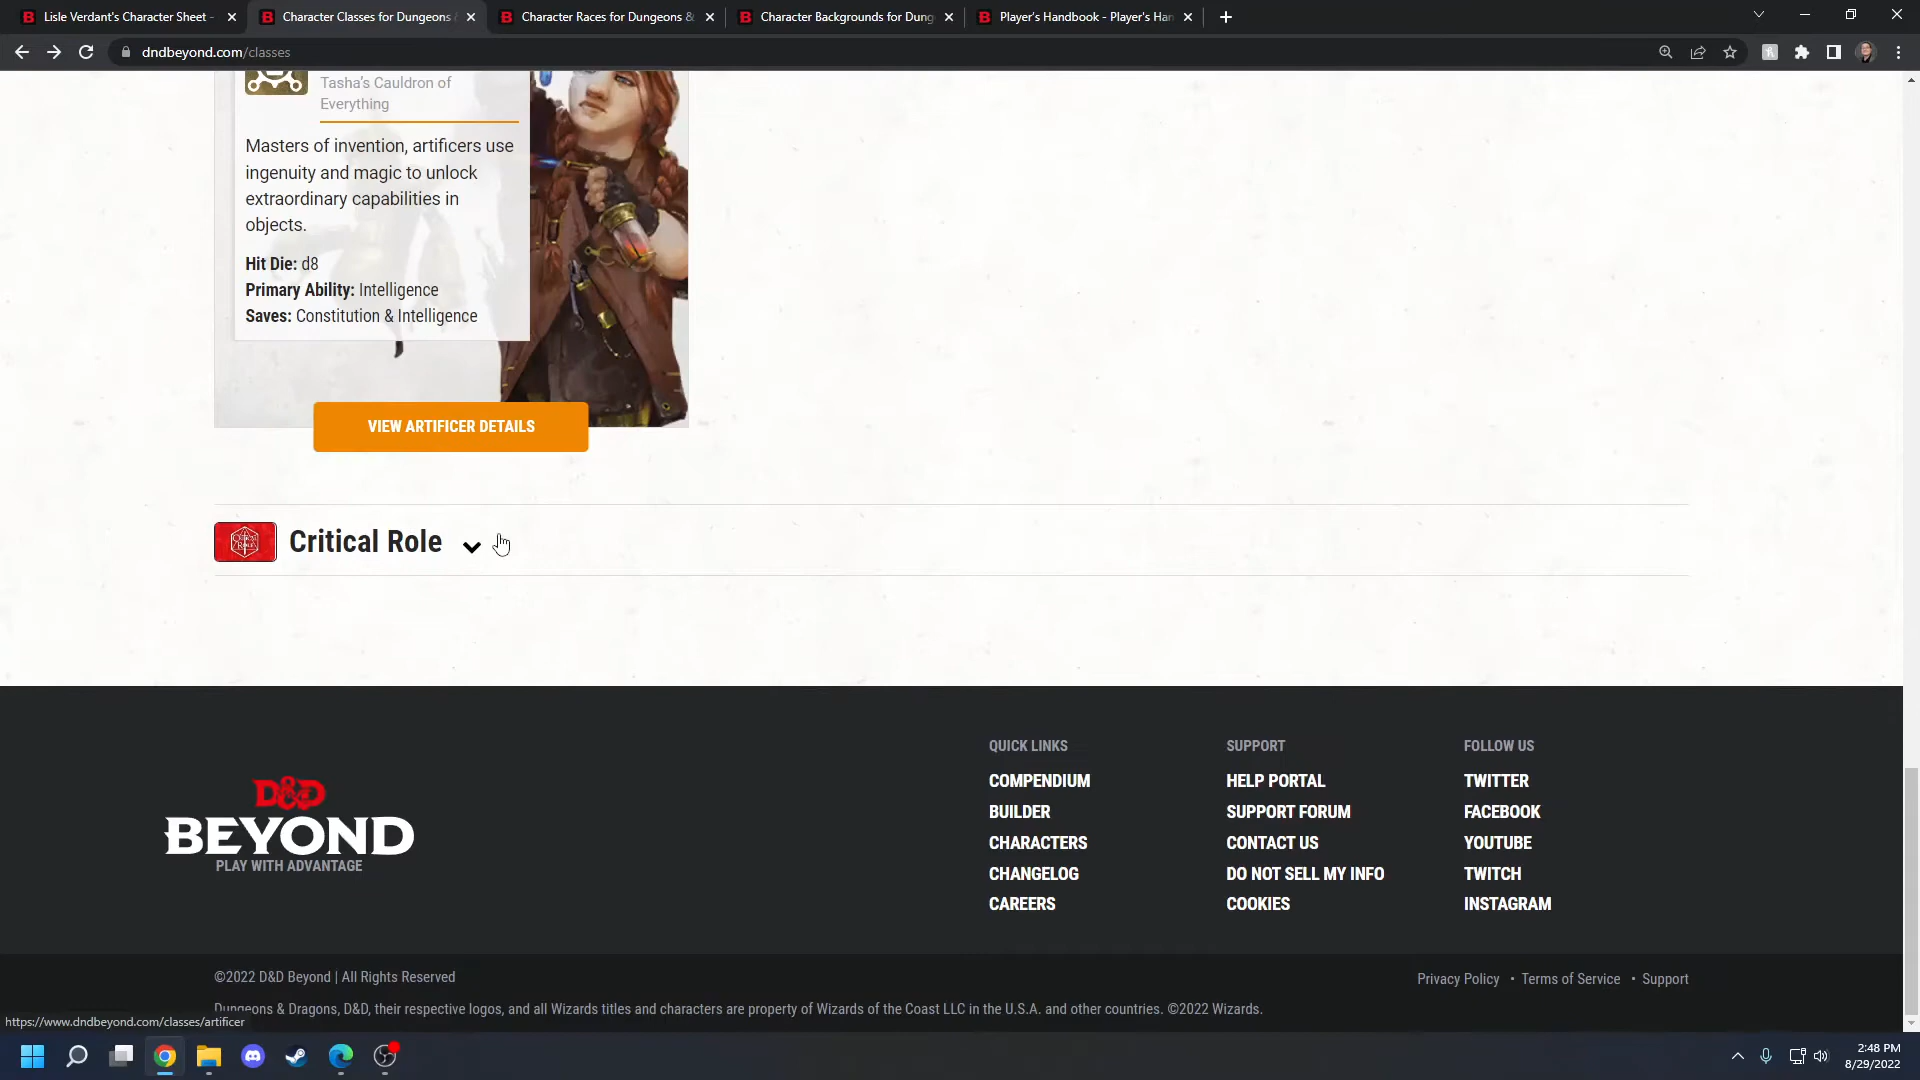 Lisle Verdant's Character Sheet -
Character Classes for Dungeons &
Character Races for Dungeons &
Character Backgrounds for Dung
Player's Handbook - Player's Han
dndbeyond.com/classes
Tasha's Cauldron of
Everything
Masters of invention, artificers use
ingenuity and magic to unlock
extraordinary capabilities in
objects.
Hit Die: d8
Primary Ability: Intelligence
Saves: Constitution & Intelligence
VIEW ARTIFICER DETAILS
Critical Role
D&D
BEYOND
PLAY WITH ADVANTAGE
QUICK LINKS
COMPENDIUM
BUILDER
CHARACTERS
CHANGELOG
CAREERS
SUPPORT
HELP PORTAL
SUPPORT FORUM
CONTACT US
DO NOT SELL MY INFO
COOKIES
FOLLOW US
TWITTER
FACEBOOK
YOUTUBE
TWITCH
INSTAGRAM
©2022 D&D Beyond | All Rights Reserved
Privacy Policy • Terms of Service • Support
Dungeons & Dragons, D&D, their respective logos, and all Wizards titles and characters are property of Wizards of the Coast LLC in the U.S.A. and other countries. ©2022 Wizards.
https://www.dndbeyond.com/classes/artificer
2:48 PM
8/29/2022